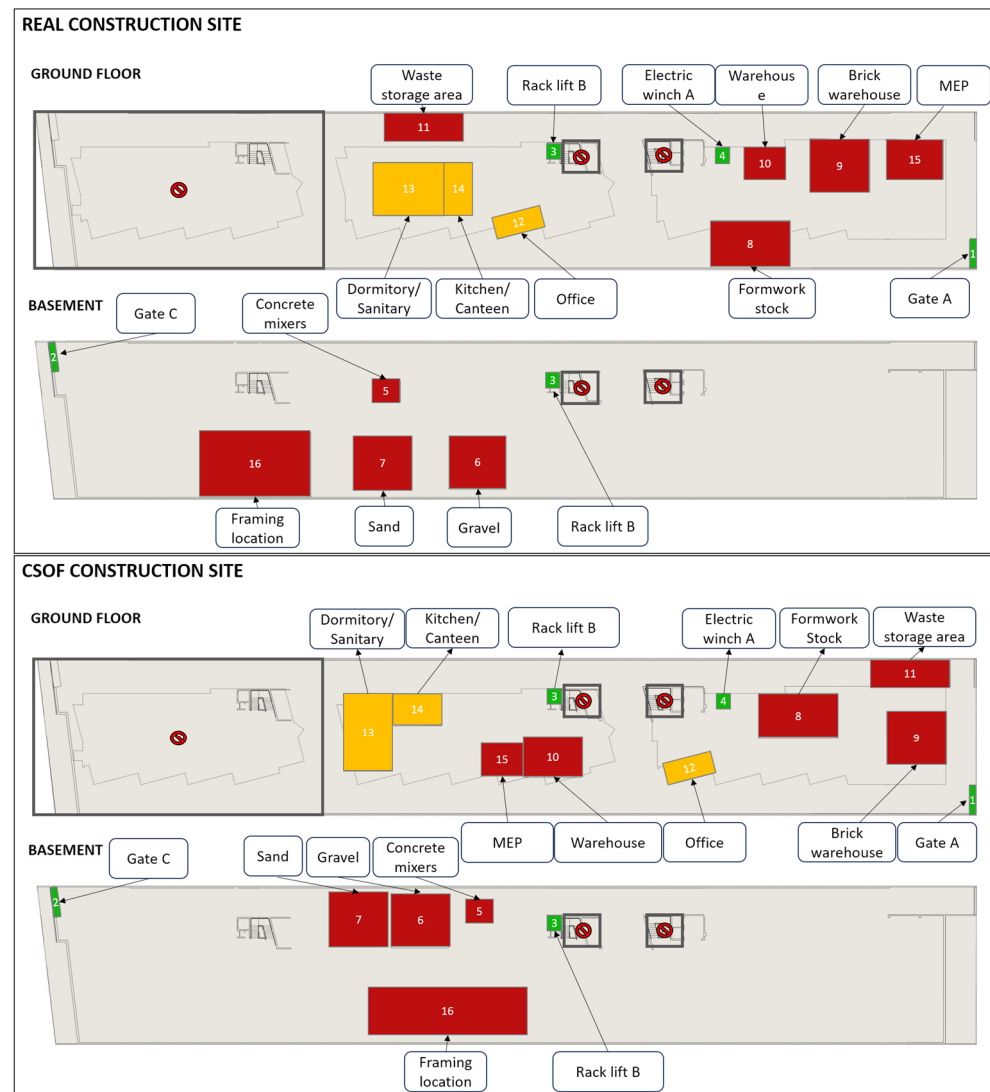 REAL CONSTRUCTION SITE
GROUND FLOOR
Waste
storage area
Rack lift B
Electric
winch A
Warehous
e
Brick
warehouse
MEP
11
3
4
10
9
15
13
14
12
8
1
Dormitory/
Sanitary
Kitchen/
Canteen
Office
Formwork
stock
Gate A
BASEMENT
Gate C
Concrete
mixers
2
5
3
16
7
6
Framing
location
Sand
Gravel
Rack lift B
CSOF CONSTRUCTION SITE
GROUND FLOOR
Dormitory/
Sanitary
Kitchen/
Canteen
Rack lift B
Electric
winch A
Formwork
Stock
Waste
storage area
11
3
4
14
8
13
9
15
10
12
1
MEP
Warehouse
Office
Brick
warehouse
Gate A
BASEMENT
Gate C
Sand
Gravel
Concrete
mixers
2
7
6
5
3
16
Framing
location
Rack lift B